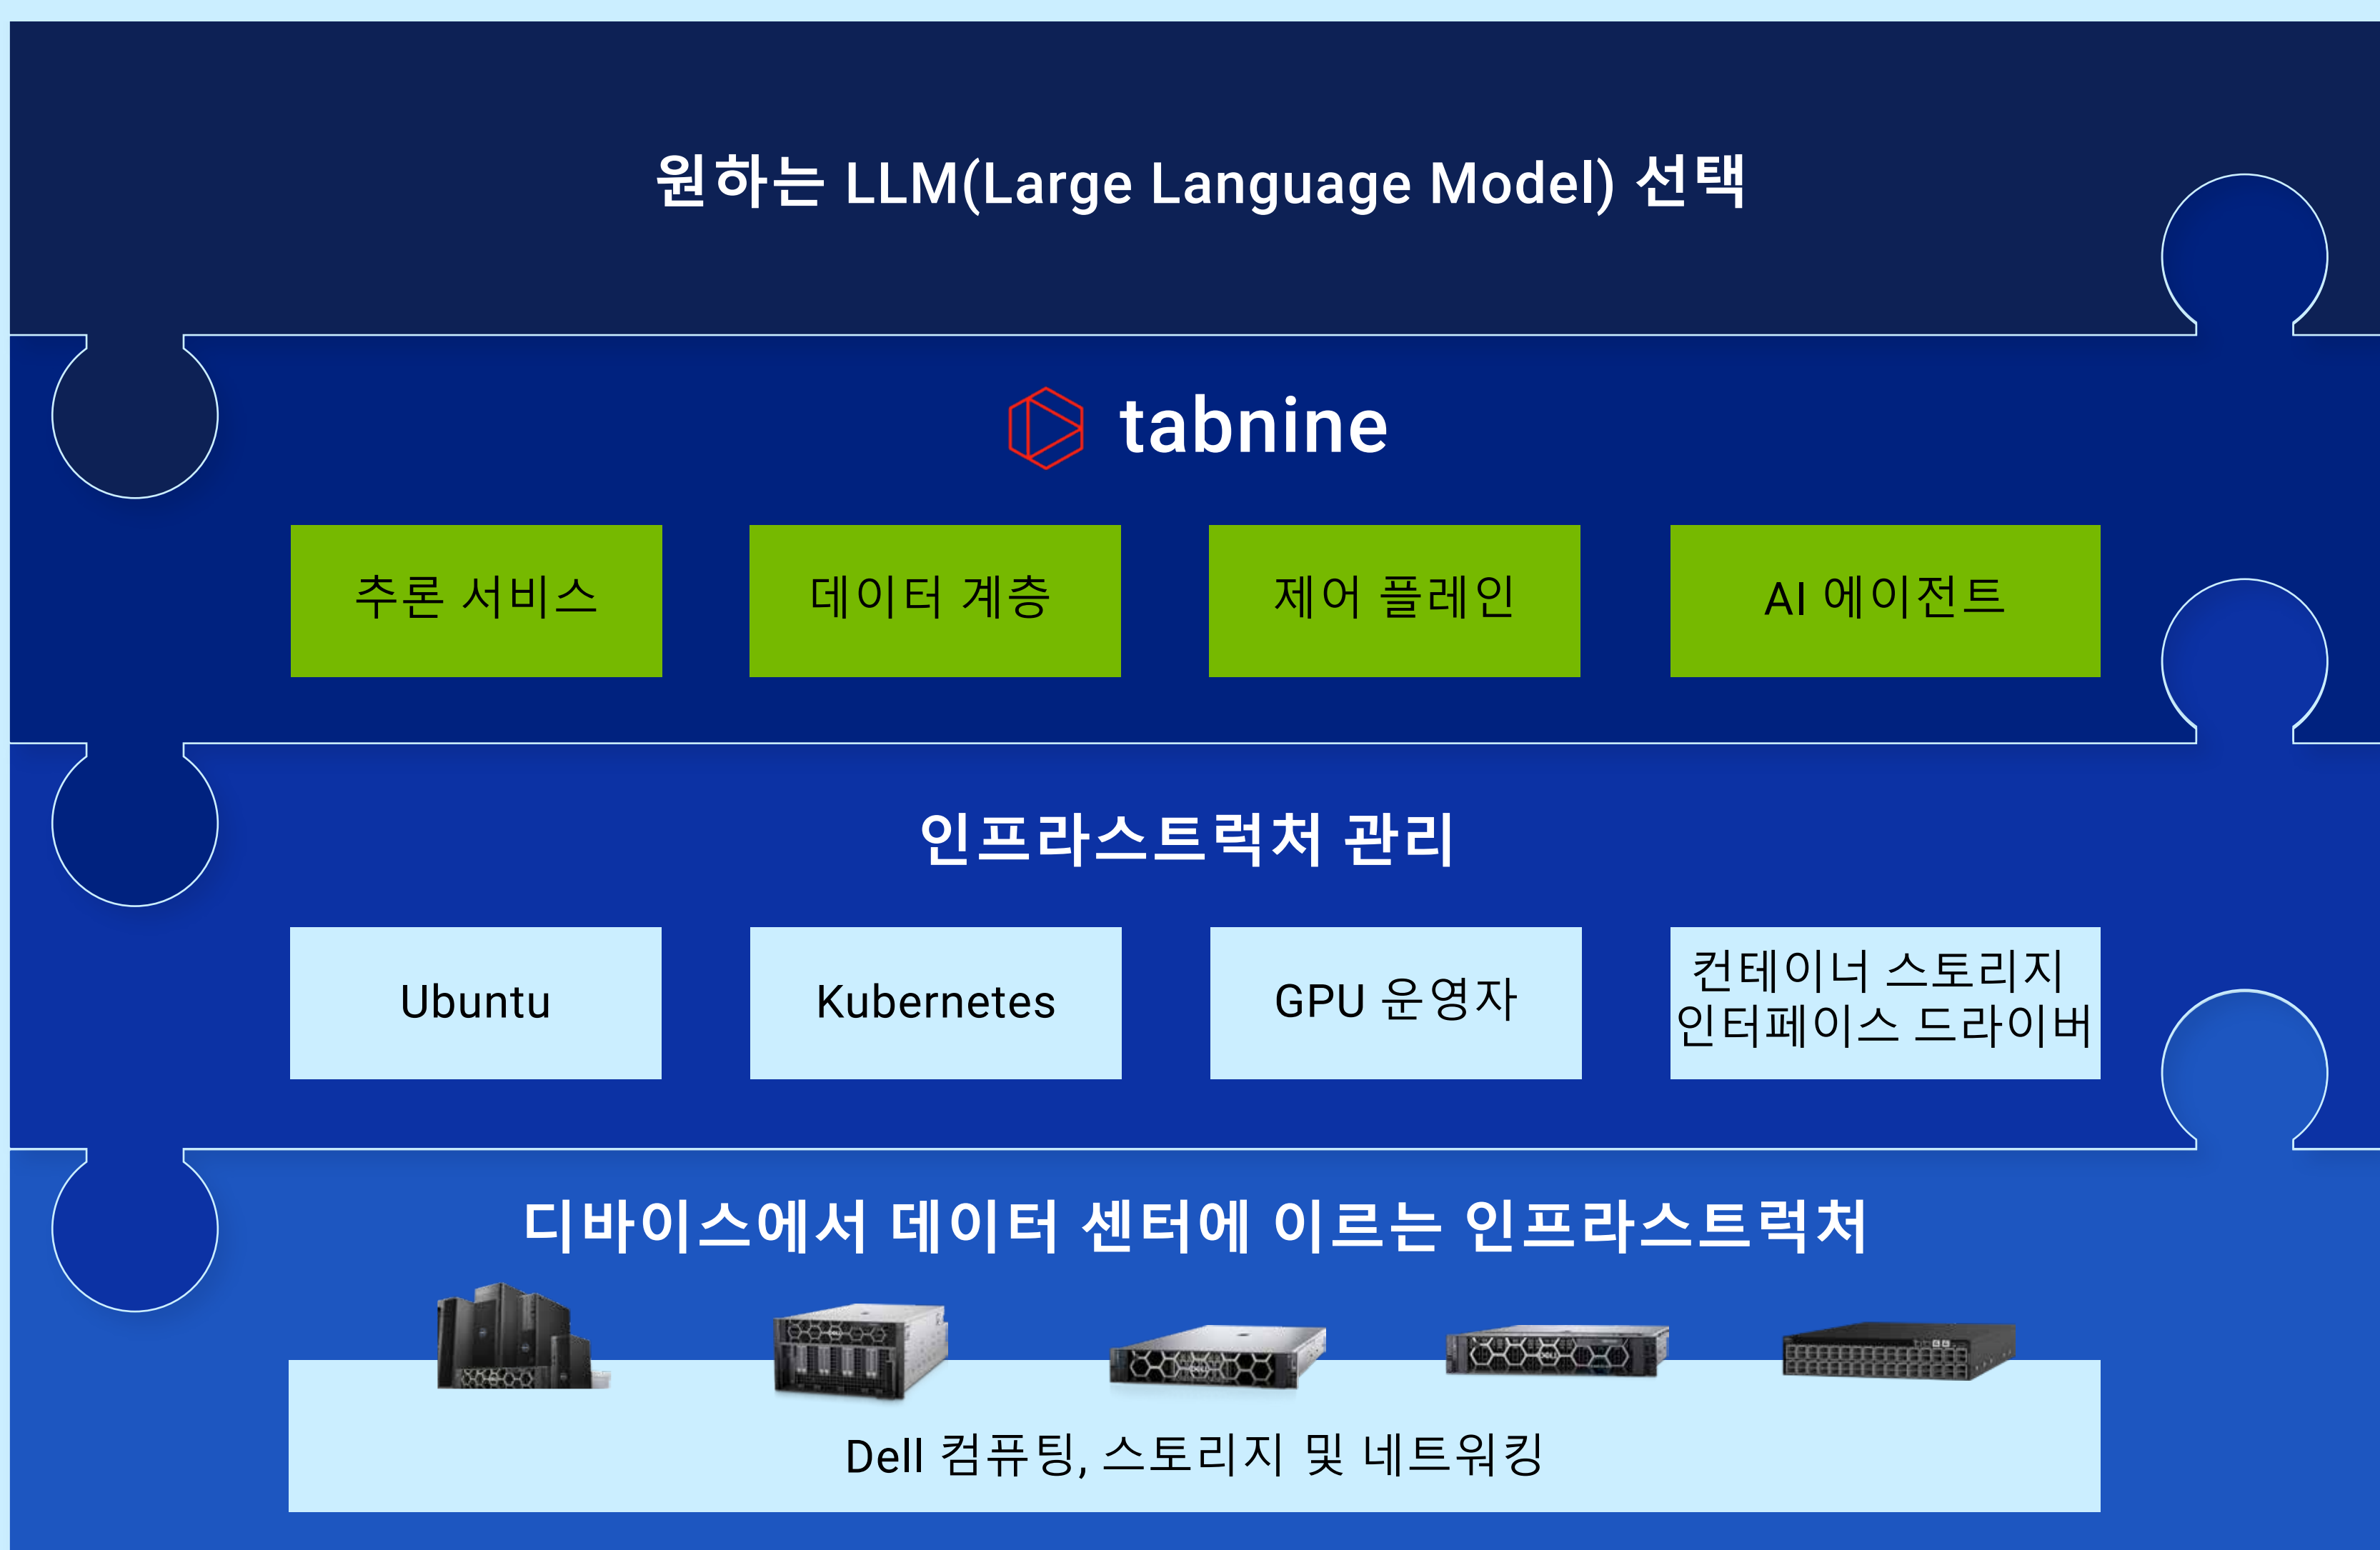 원하는 LLM(Large Language Model) 선택
tabnine
추론 서비스
데이터 계층
제어 플레인
AI 에이전트
인프라스트럭처 관리
Ubuntu
Kubernetes
GPU 운영자
컨테이너 스토리지
인터페이스 드라이버
디바이스에서 데이터 센터에 이르는 인프라스트럭처
Dell 컴퓨팅, 스토리지 및 네트워킹